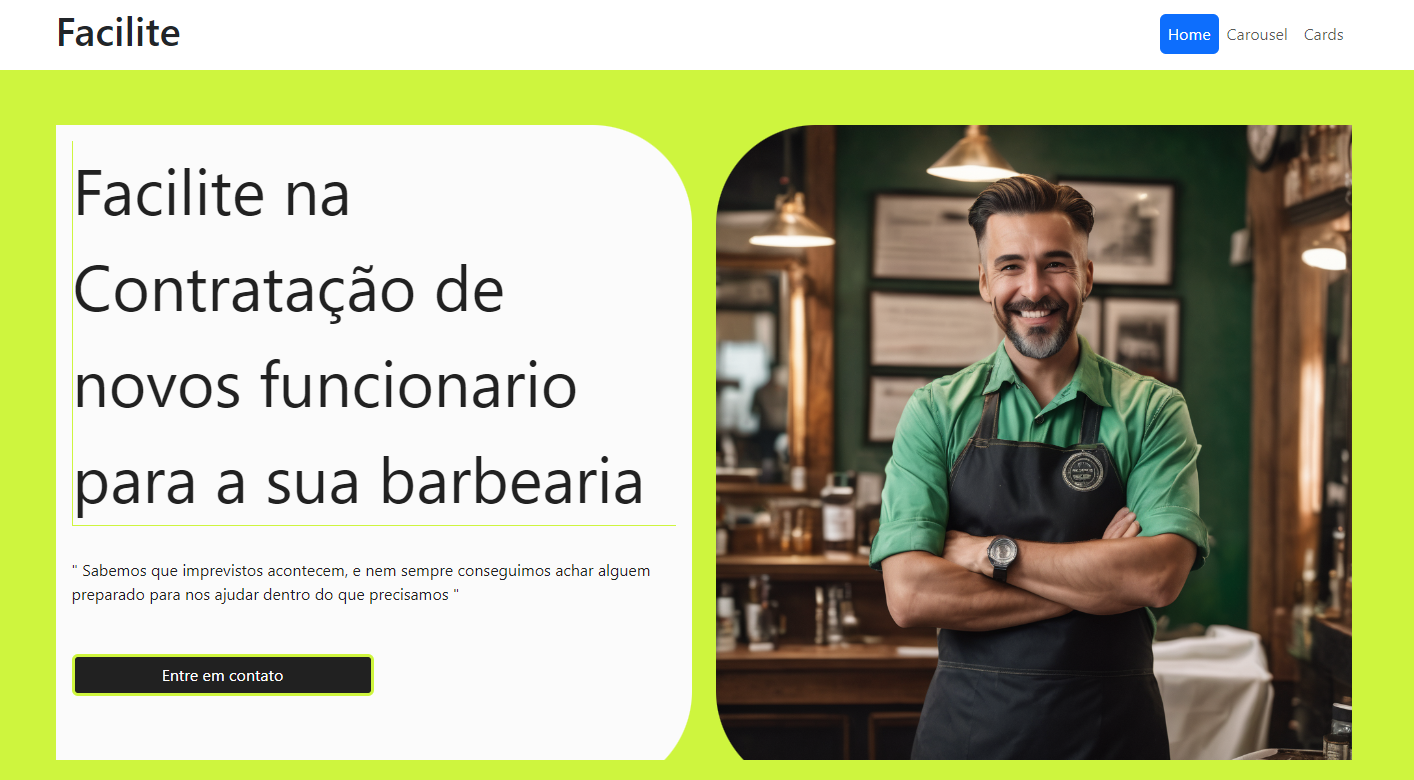 Facilite
Home Carousel Cards
Facilite na
Contratação de
novos funcionario
para a sua barbearia
" Sabemos que imprevistos acontecem, e nem sempre conseguimos achar alguem
preparado para nos ajudar dentro do que precisamos "
Entre em contato